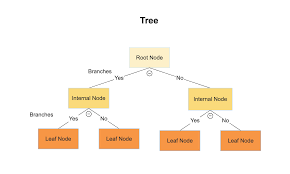 Tree
Root Node
Branches
Yes
No
Internal Node
Internal Node
Branches
Yes
No
Yes
No
Leaf Node
Leaf Node
Leaf Node
Leaf Node